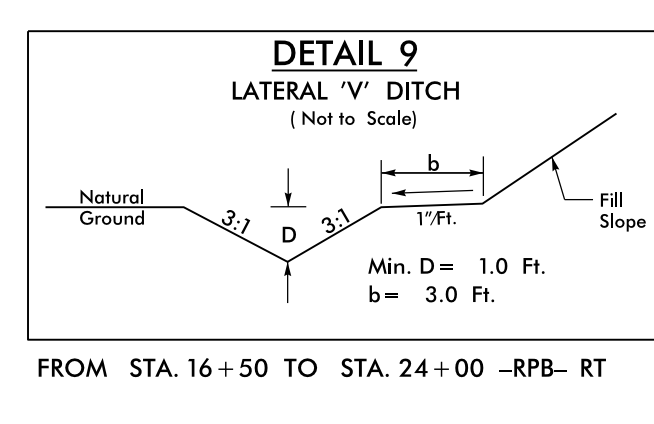 DETAIL 9
LATERAL 'V' DITCH
( Not to Scale)
b
Natural
Ground
3:1
D
3:1
1"/Ft.
Fill
Slope
Min. D = 1.0 Ft.
b = 3.0 Ft.
FROM STA. 16 + 50 TO STA. 24 + 00 –RPB– RT